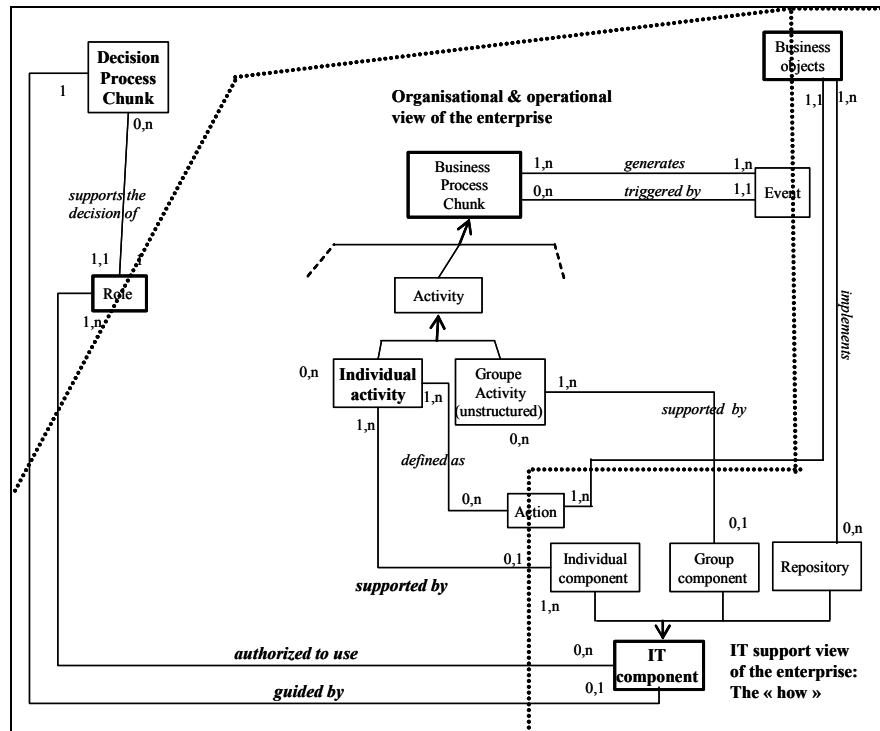 Decision
Process
Chunk
1
0,n
supports the
decision of
1,1
1
Role
1,n
Organisational & operational
view of the enterprise
Business
objects
1,1
1,n
Business
Process
Chunk
1,n
generates
1,n
0,n
triggered by
1,1
Event
implements
Activity
0,n
Individual
activity
1,n
1,n
Groupe
Activity
(unstructured)
1,n
0,n
supported by
defined as
0,n
Action
1,n
0,1
0,n
0,1
Individual
component
Group
component
Repository
supported by
1,n
authorized to use
0,n
IT
component
guided by
0,1
IT support view
of the enterprise:
The « how »